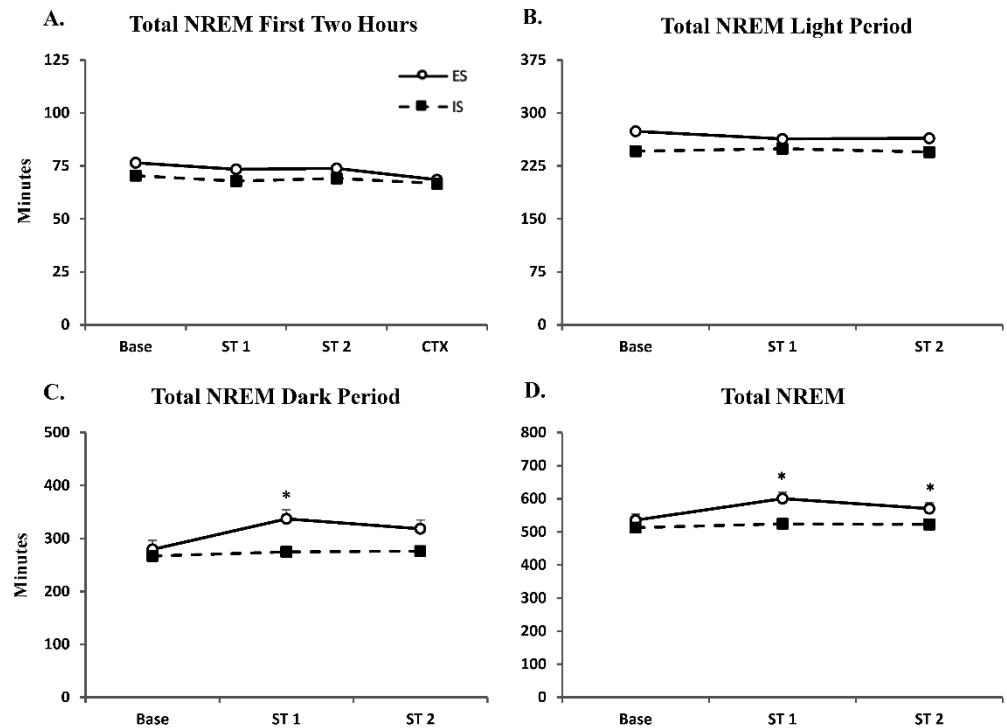 A. Total NREM First Two Hours
125
100
75
50
25
0
Minutes
ES
IS
Base ST 1 ST 2 CTX
B. Total NREM Light Period
375
300
225
150
75
0
Base ST 1 ST 2
C. Total NREM Dark Period
500
400
300
200
100
0
Minutes
*
Base ST 1 ST 2
D. Total NREM
800
700
600
500
400
300
200
100
0
* *
Base ST 1 ST 2